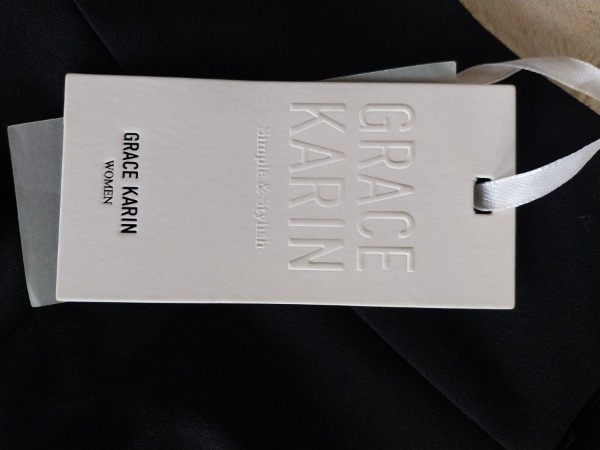 GRACE
KARIN
Simple & Stylish
GRACE KARIN
WOMEN